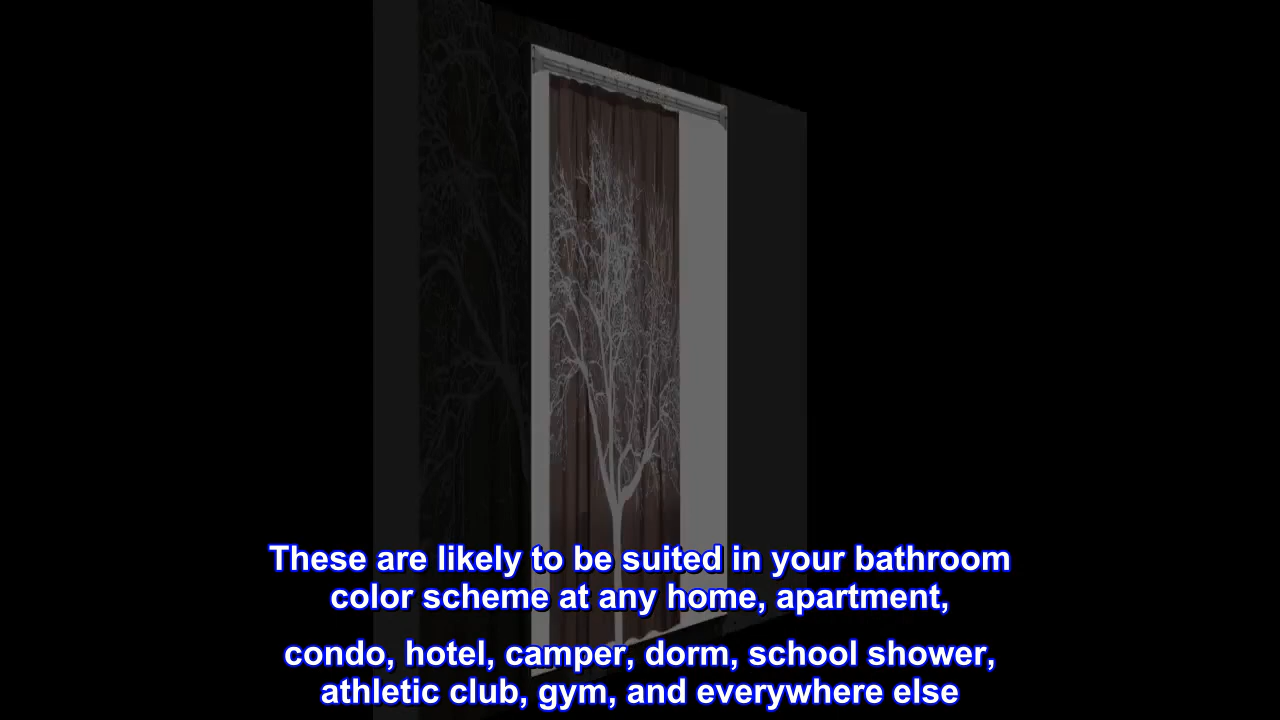 These are likely to be suited in your bathroom
color scheme at any home, apartment,
condo, hotel, camper, dorm, school shower,
athletic club, gym, and everywhere else